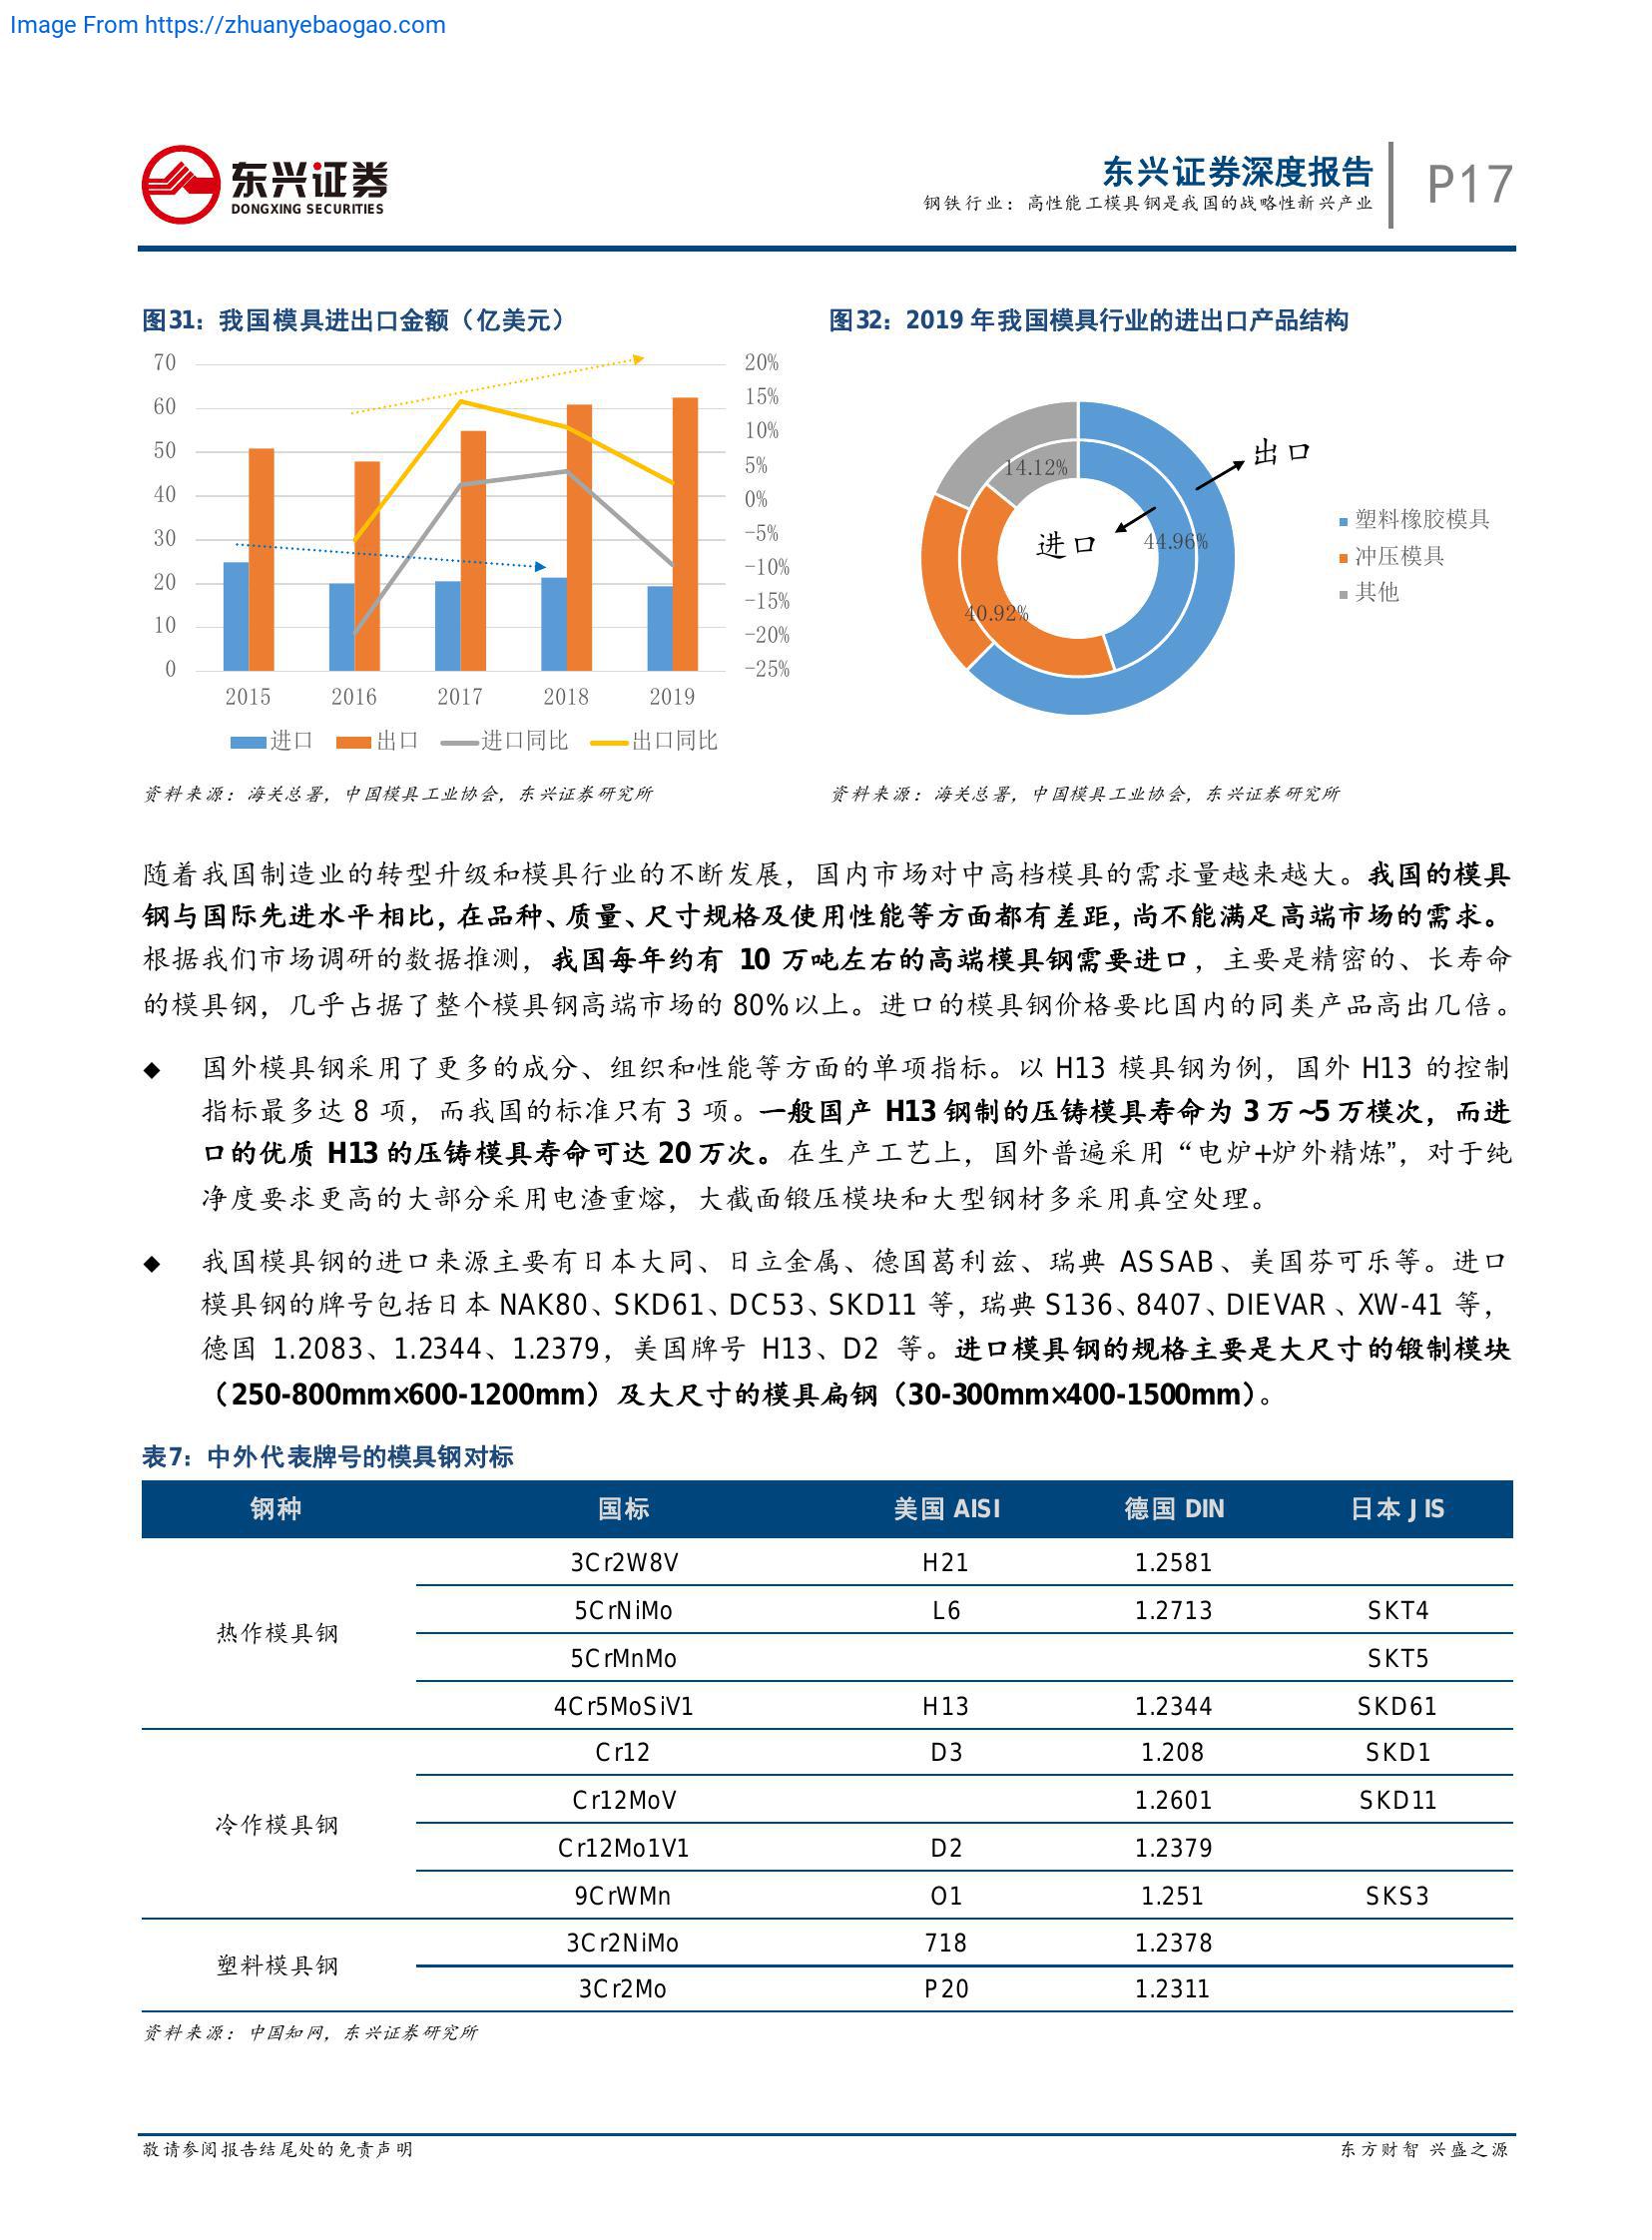 Image From https://zhuanyebaogao.com
东兴证券
DONGXING SECURITIES
东兴证券深度报告
钢铁行业：高性能工模具钢是我国的战略性新兴产业
P17
图31：我国模具进出口金额（亿美元）
70
60
50
40
30
20
10
0
20%
15%
10%
5%
0%
-5%
-10%
-15%
-20%
-25%
2015 2016 2017 2018 2019
进口 出口 进口同比 出口同比
资料来源：海关总署，中国模具工业协会，东兴证券研究所
图32：2019 年我国模具行业的进出口产品结构
14.12%
44.96%
40.92%
出口
进口
塑料橡胶模具
冲压模具
其他
资料来源：海关总署，中国模具工业协会，东兴证券研究所
随着我国制造业的转型升级和模具行业的不断发展，国内市场对中高档模具的需求量越来越大。我国的模具
钢与国际先进水平相比，在品种、质量、尺寸规格及使用性能等方面都有差距，尚不能满足高端市场的需求。
根据我们市场调研的数据推测，我国每年约有 10 万吨左右的高端模具钢需要进口，主要是精密的、长寿命
的模具钢，几乎占据了整个模具钢高端市场的 80%以上。进口的模具钢价格要比国内的同类产品高出几倍。
◆ 国外模具钢采用了更多的成分、组织和性能等方面的单项指标。以 H13 模具钢为例，国外 H13 的控制
指标最多达 8 项，而我国的标准只有 3 项。一般国产 H13 钢制的压铸模具寿命为 3 万~5 万模次，而进
口的优质 H13 的压铸模具寿命可达 20 万次。在生产工艺上，国外普遍采用“电炉+炉外精炼”，对于纯
净度要求更高的大部分采用电渣重熔，大截面锻压模块和大型钢材多采用真空处理。
◆ 我国模具钢的进口来源主要有日本大同、日立金属、德国葛利兹、瑞典 ASSAB、美国芬可乐等。进口
模具钢的牌号包括日本 NAK80、SKD61、DC53、SKD11 等，瑞典 S136、8407、DIEVAR、XW-41 等，
德国 1.2083、1.2344、1.2379，美国牌号 H13、D2 等。进口模具钢的规格主要是大尺寸的锻制模块
（250-800mm×600-1200mm）及大尺寸的模具扁钢（30-300mm×400-1500mm）。
表7：中外代表牌号的模具钢对标
钢种 国标 美国 AISI 德国 DIN 日本 JIS
热作模具钢
3Cr2W8V H21 1.2581
5CrNiMo L6 1.2713 SKT4
5CrMnMo SKT5
4Cr5MoSiV1 H13 1.2344 SKD61
冷作模具钢
Cr12 D3 1.208 SKD1
Cr12MoV 1.2601 SKD11
Cr12Mo1V1 D2 1.2379
9CrWMn O1 1.251 SKS3
塑料模具钢
3Cr2NiMo 718 1.2378
3Cr2Mo P20 1.2311
资料来源：中国知网，东兴证券研究所
敬请参阅报告结尾处的免责声明
东方财智 兴盛之源